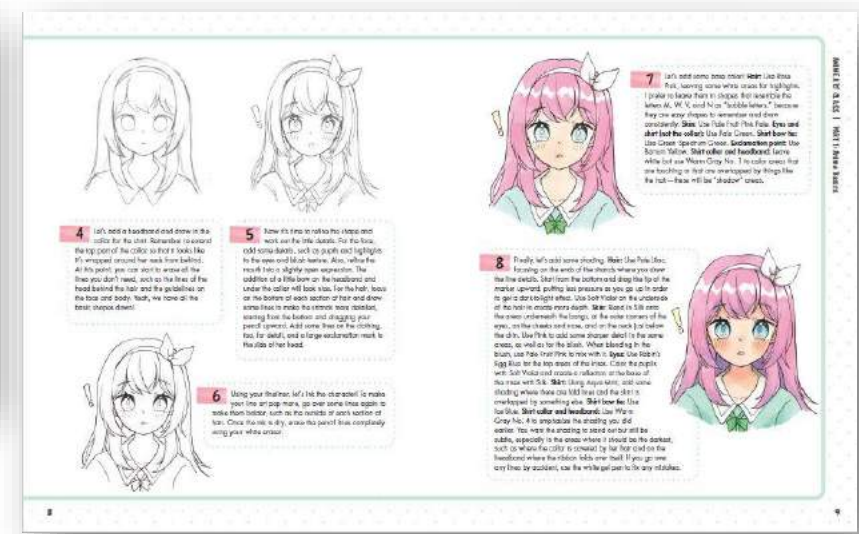 4 Let's add a headband and draw in the
collar for the shirt. Remember to extend
the top part of the collar so that it looks like
it's wrapped around her neck from behind.
At this point, you can start to erase all the
lines you don't need, such as the lines of the
head behind the hair and the guidelines on
the face and body. Yeah, we have all the
basic shapes down!
5 Now it's time to refine the shape and
work out the little details. For the face,
add some details, such as pupils and highlights
to the eyes and blush texture. Also, refine the
mouth into a slightly open expression. The
addition of a little bow on the headband and
under the collar will look nice. For the hair, focus
on the bottom of each section of hair and draw
some lines to make the strands more detailed,
starting from the bottom and dragging your
pencil upward. Add some lines on the clothing,
too, for detail, and a large exclamation mark to
the side of her head.
6 Using your fineliner, let's ink the character! To make
your line art pop more, go over some lines again to
make them bolder, such as the outside of each section of
hair. Once the ink is dry, erase the pencil lines completely
using your white eraser.
8
7 Let's add some base color! Hair: Use Rose
Pink, leaving some white areas for highlights.
I prefer to leave them in shapes that resemble the
letters M, W, V, and N as "bubble letters," because
they are easy shapes to remember and draw
consistently. Skin: Use Pale Fruit Pink Pale. Eyes and
shirt (not the collar): Use Pale Green. Shirt bow tie:
Use Green Spectrum Green. Exclamation point: Use
Barium Yellow. Shirt collar and headband: Leave
white but use Warm Gray No. 1 to color areas that
are touching or that are overlapped by things like
the hair—these will be "shadow" areas.
8 Finally, let's add some shading. Hair: Use Pale Lilac,
focusing on the ends of the strands where you drew
the line details. Start from the bottom and drag the tip of the
marker upward, putting less pressure as you go up in order
to get a dark-to-light effect. Use Soft Violet on the underside
of the hair to create more depth. Skin: Blend in Silk onto
the area underneath the bangs, at the outer corners of the
eyes, on the cheeks and nose, and on the neck just below
the chin. Use Pink to add some sharper detail in the same
areas, as well as for the blush. When blending in the
blush, use Pale Fruit Pink to mix with it. Eyes: Use Robin's
Egg Blue for the top areas of the irises. Color the pupils
with Soft Violet and create a reflection at the base of
the irises with Silk. Shirt: Using Aqua Mint, add some
shading where there are fold lines and the shirt is
overlapped by something else. Shirt bow tie: Use
Ice Blue. Shirt collar and headband: Use Warm
Gray No. 4 to emphasize the shading you did
earlier. You want the shading to stand out but still be
subtle, especially in the areas where it should be the darkest,
such as where the collar is covered by her hair and on the
headband where the ribbon folds over itself. If you go over
any lines by accident, use the white gel pen to fix any mistakes.
9